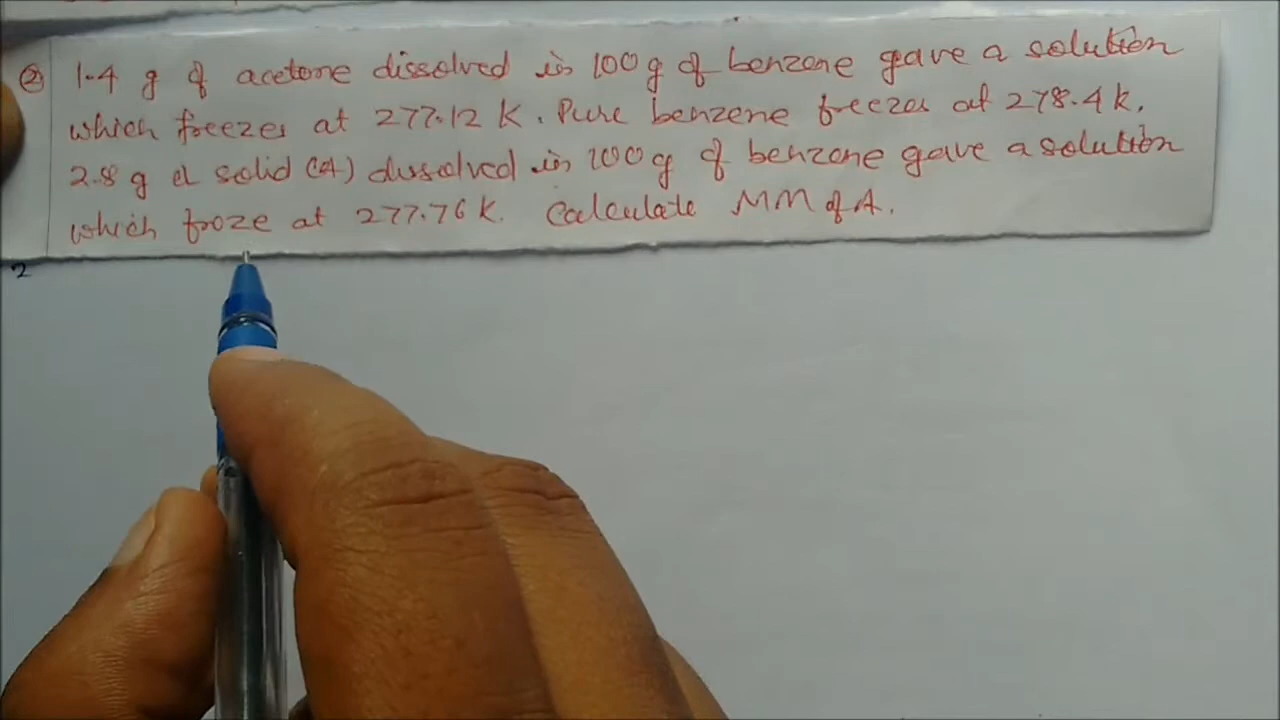 ② 1.4 g of acetone dissolved in 100 g of benzene gave a solution
which freezes at 277.12 K. Pure benzene freezes at 278.4 K.
2.8 g of solid (A) dissolved in 100 g of benzene gave a solution
which froze at 277.76 K. Calculate MM of A.
2